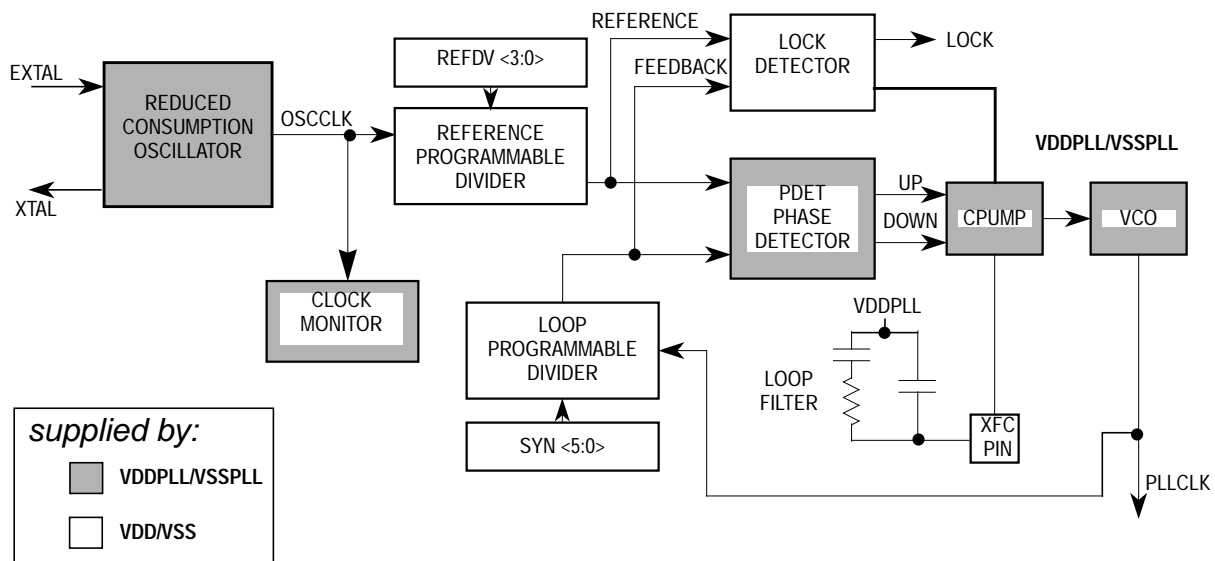 REFERENCE
LOCK
DETECTOR
LOCK
REFDV <3:0>
FEEDBACK
EXTAL
REDUCED
CONSUMPTION
OSCILLATOR
OSCCLK
REFERENCE
PROGRAMMABLE
DIVIDER
VDDPLL/VSSPLL
XTAL
PDET
PHASE
DETECTOR
UP
DOWN
CPUMP
VCO
CLOCK
MONITOR
LOOP
PROGRAMMABLE
DIVIDER
VDDPLL
LOOP
FILTER
XFC
PIN
SYN <5:0>
PLLCLK
supplied by:
VDDPLL/VSSPLL
VDD/VSS